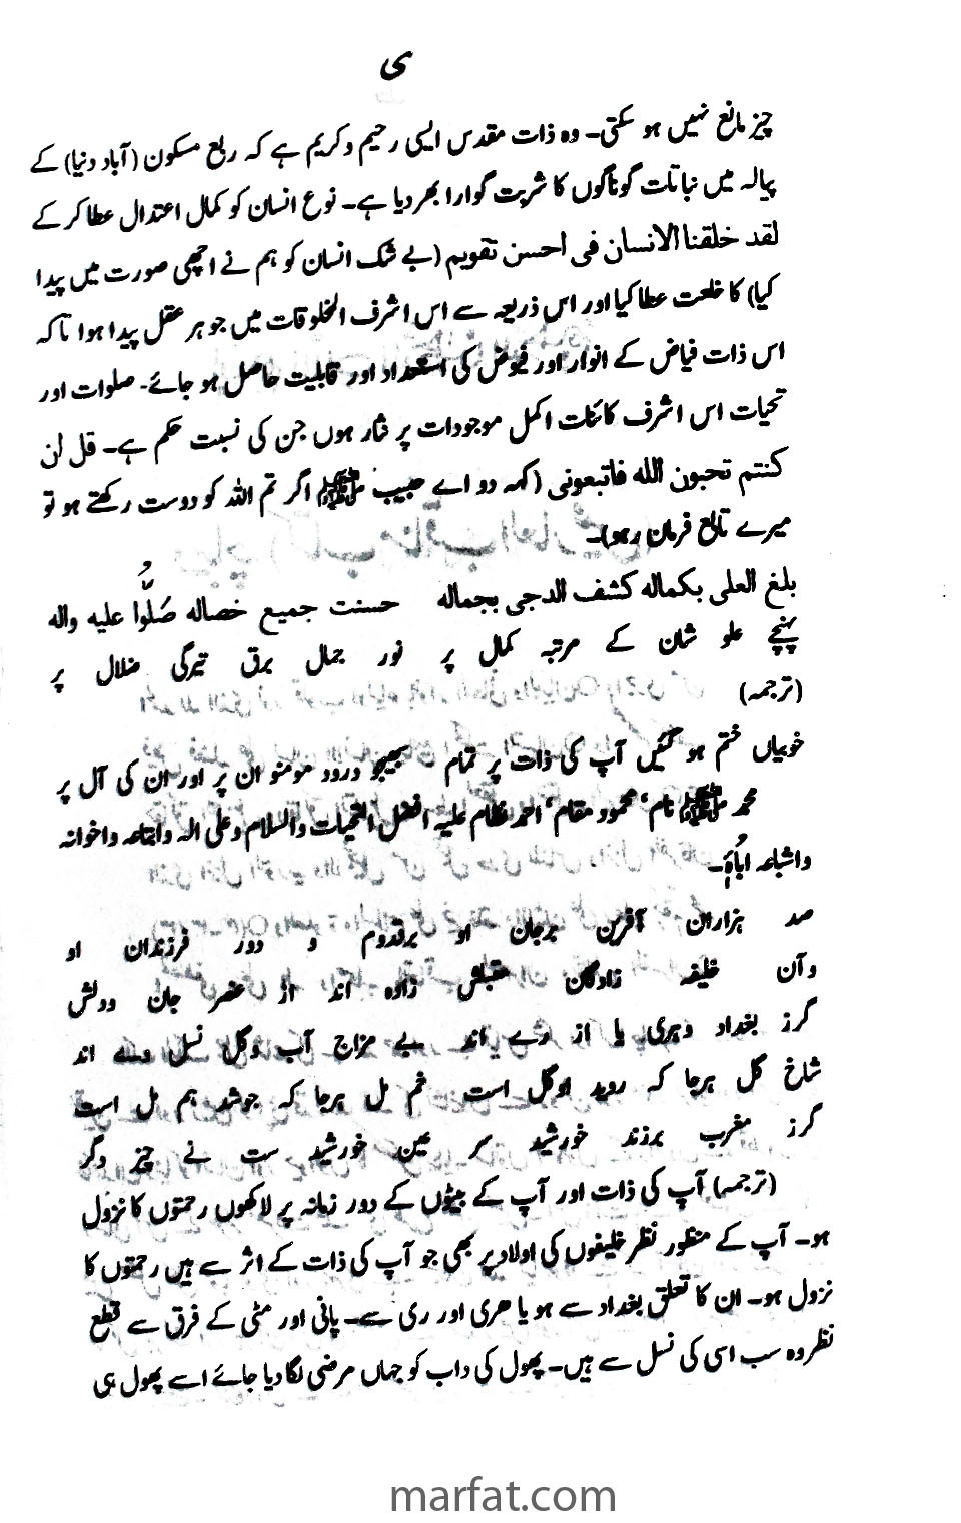 ی
چیز مانع نہیں ہو سکتی۔ وہ ذات مقدس ایسی رحیم و کریم ہے کہ ربع مسکون (آباد دنیا) کے
پیالہ میں نباتات گوناگوں کا شربت گوارا بھر دیا ہے۔ نوع انسان کو کمال اعتدال عطا کر کے
لقد خلقنا الانسان فی احسن تقویم (بے شک انسان کو ہم نے اچھی صورت میں پیدا
کیا) کا خلعت عطا کیا اور اس ذریعہ سے اس اشرف المخلوقات میں جوہر عقل پیدا ہوا تاکہ
اس ذات فیاض کے انوار اور فیوض کی استعداد اور قابلیت حاصل ہو جائے۔ صلوات اور
تحیات اس اشرف کائنات اکمل موجودات پر نثار ہوں جن کی نسبت حکم ہے۔ قل ان
کنتم تحبون اللہ فاتبعونی (کہہ دو اے حبیب ﷺ اگر تم اللہ کو دوست رکھتے ہو تو
میرے تابع فرمان رہو)۔
بلغ العلی بکمالہ کشف الدجی بجمالہ حسنت جمیع خصالہ صَلُّوا علیہ والہ
پہنچے علو شان کے مرتبہ کمال پر نور جمال برق تیرگی ضلال پر
(ترجمہ)
خوبیاں ختم ہو گئیں آپ کی ذات پر تمام بھیجو درود مومنو ان پر اور ان کی آل پر
محمد ﷺ نام، محمود مقام، احمد نظام علیہ افضل التحیات والسلام وعلی الہ واتباعہ واخوانہ
واشباعہ
صد ہزاران آفرین برجان او برقدوم و دور فرزندان او
وآن خلیفہ زادگان مقبلش زادہ اند از عنصر جان وولش
گرز بغداد وہری یا از رے اند بے مزاج آب وگل نسل وے اند
شاخ گل ہرجا کہ روید اوگل است خم مل ہرجا کہ جوشد ہم مل است
گرز مغرب برزند خورشید سر عین خورشید ست نے چیز دگر
(ترجمہ) آپ کی ذات اور آپ کے بیٹوں کے دور زمانہ پر لاکھوں رحمتوں کا نزول
ہو۔ آپ کے منظور نظر خلیفوں کی اولاد پر بھی جو آپ کی ذات کے اثر سے ہیں رحمتوں کا
نزول ہو۔ ان کا تعلق بغداد سے ہو یا ھری اور ری سے۔ پانی اور مٹی کے فرق سے قطع
نظر وہ سب اسی کی نسل سے ہیں۔ پھول کی داب کو جہاں مرضی لگا دیا جائے اسے پھول ہی
marfat.com